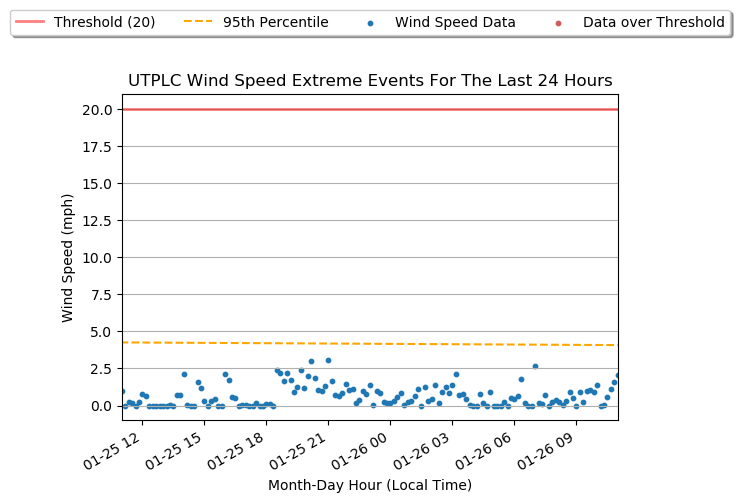 Threshold (20) 95th Percentile Wind Speed Data Data over Threshold
UTPLC Wind Speed Extreme Events For The Last 24 Hours
20.0
17.5
15.0
12.5
10.0
7.5
5.0
2.5
0.0
Wind Speed (mph)
01-25 12 01-25 15 01-25 18 01-25 21 01-26 00 01-26 03 01-26 06 01-26 09
Month-Day Hour (Local Time)